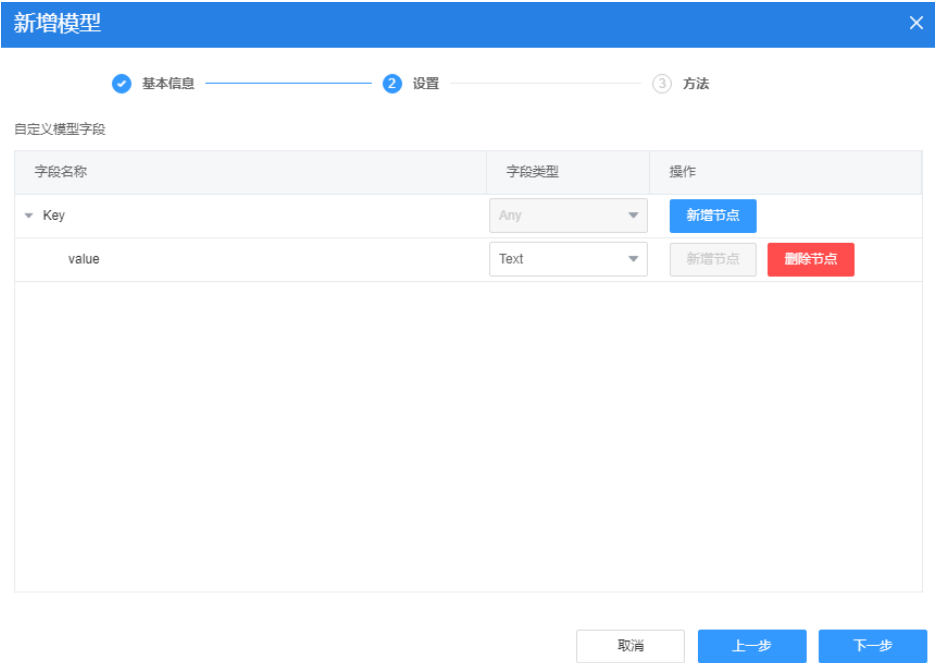 新增模型
基本信息 2 设置 3 方法
自定义模型字段
字段名称 字段类型 操作
Key Any 新增节点
value Text 新增节点 删除节点
取消 上一步 下一步